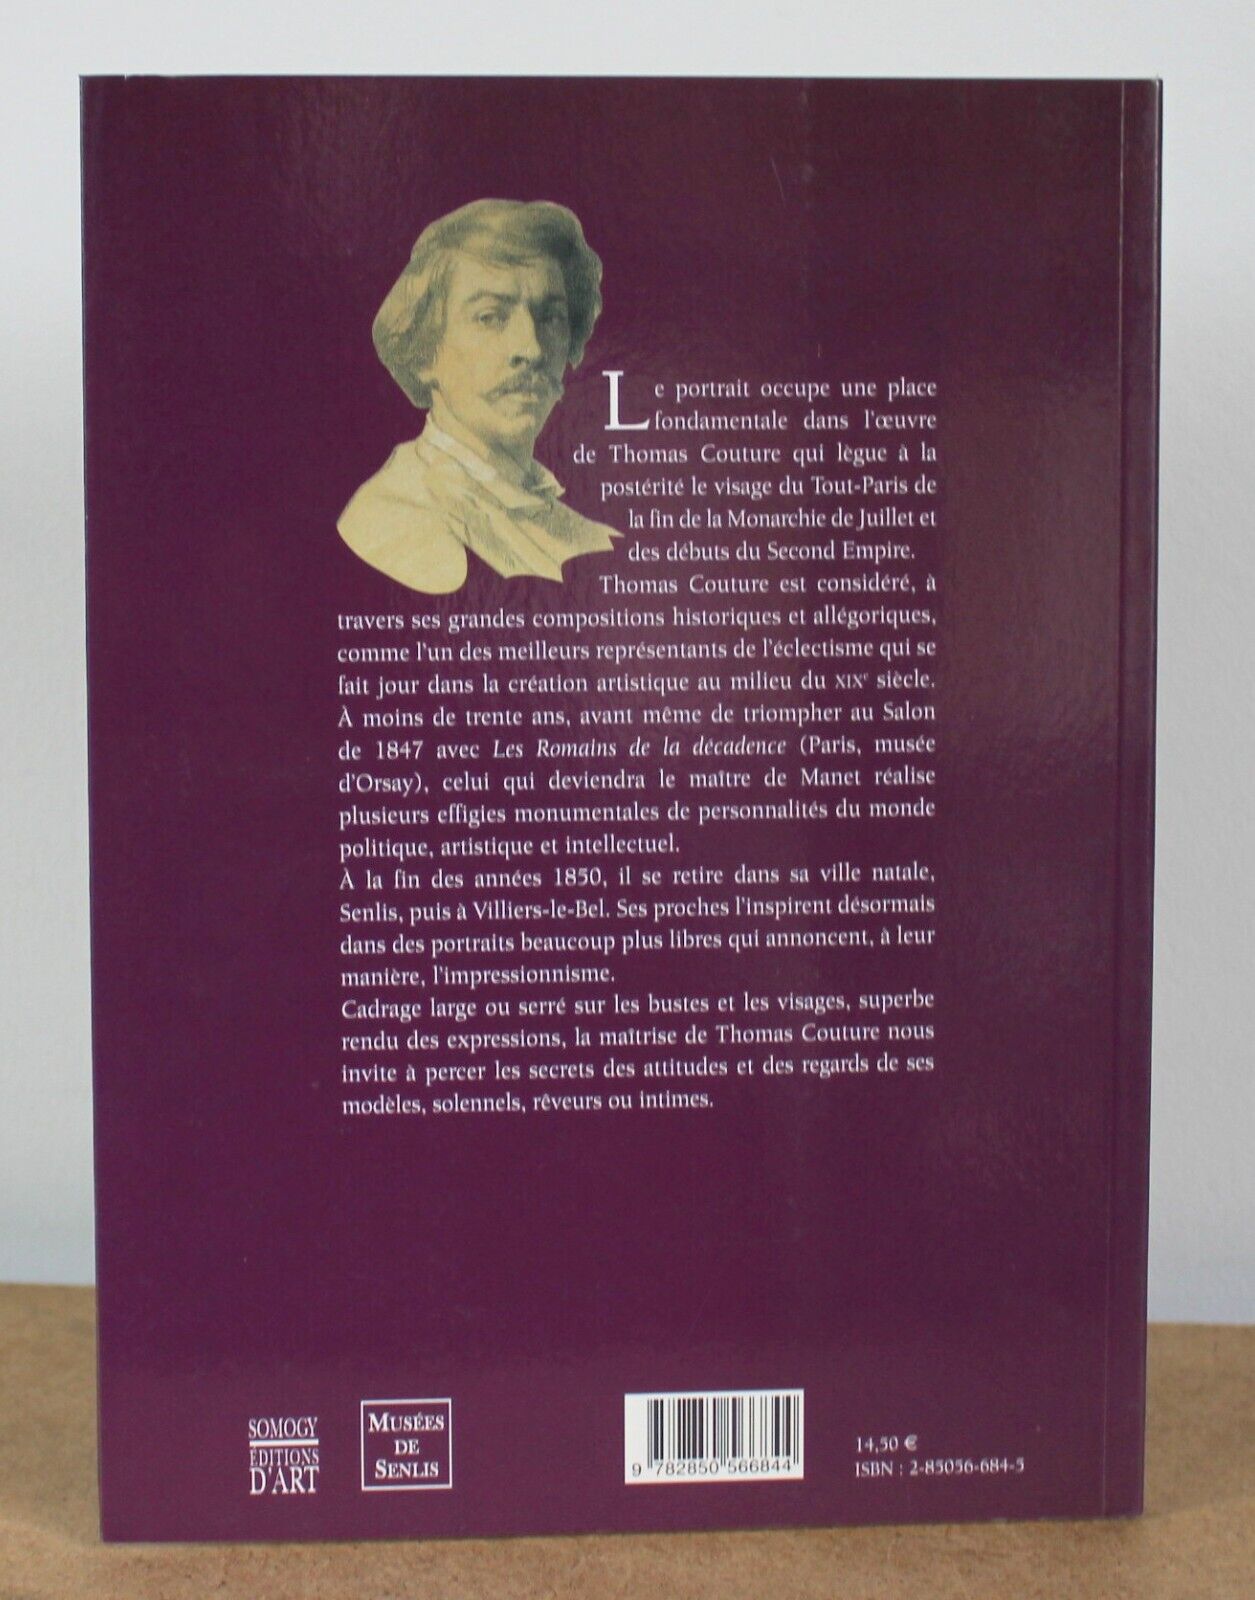 Le portrait occupe une place
fondamentale dans l'œuvre
de Thomas Couture qui lègue à la
postérité le visage du Tout-Paris de
la fin de la Monarchie de Juillet et
des débuts du Second Empire.
Thomas Couture est considéré, à
travers ses grandes compositions historiques et allégoriques,
comme l'un des meilleurs représentants de l'éclectisme qui se
fait jour dans la création artistique au milieu du XIXe siècle.
À moins de trente ans, avant même de triompher au Salon
de 1847 avec Les Romains de la décadence (Paris, musée
d'Orsay), celui qui deviendra le maître de Manet réalise
plusieurs effigies monumentales de personnalités du monde
politique, artistique et intellectuel.
À la fin des années 1850, il se retire dans sa ville natale,
Senlis, puis à Villiers-le-Bel. Ses proches l'inspirent désormais
dans des portraits beaucoup plus libres qui annoncent, à leur
manière, l'impressionnisme.
Cadrage large ou serré sur les bustes et les visages, superbe
rendu des expressions, la maîtrise de Thomas Couture nous
invite à percer les secrets des attitudes et des regards de ses
modèles, solennels, rêveurs ou intimes.
SOMOGY
ÉDITIONS
D'ART
MUSÉES
DE
SENLIS
9 782850 566844
14,50 €
ISBN : 2-85056-684-5